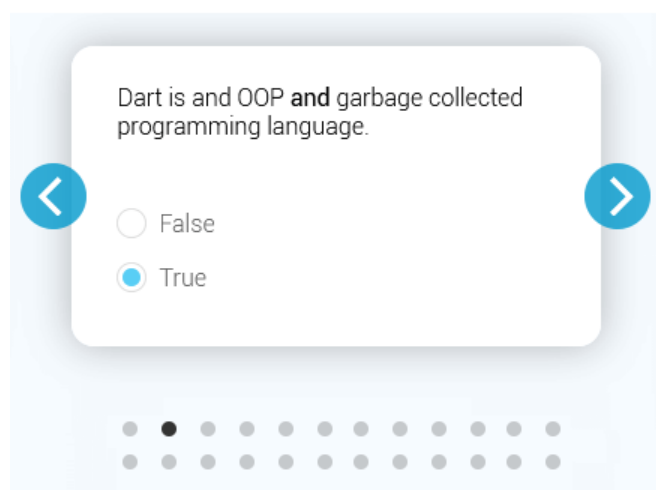 Dart is and OOP and garbage collected
programming language.
False
True